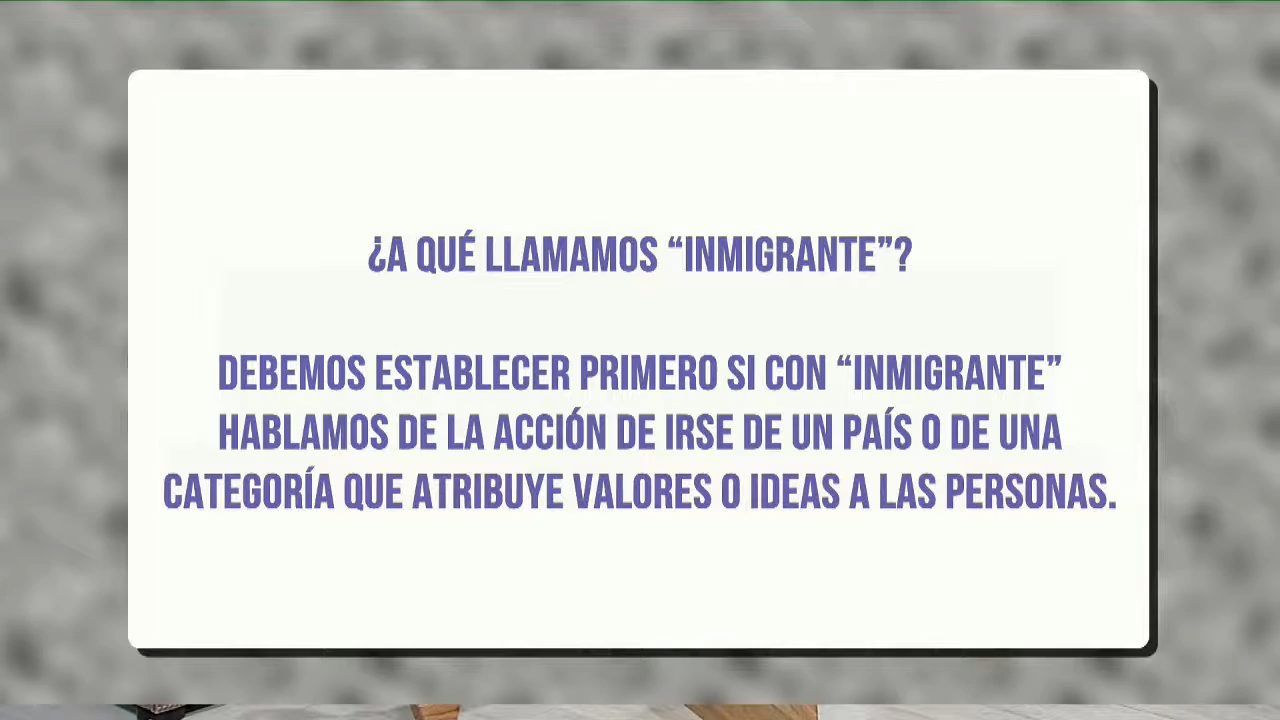 ¿A QUÉ LLAMAMOS “INMIGRANTE”?
DEBEMOS ESTABLECER PRIMERO SI CON “INMIGRANTE”
HABLAMOS DE LA ACCIÓN DE IRSE DE UN PAÍS O DE UNA
CATEGORÍA QUE ATRIBUYE VALORES O IDEAS A LAS PERSONAS.